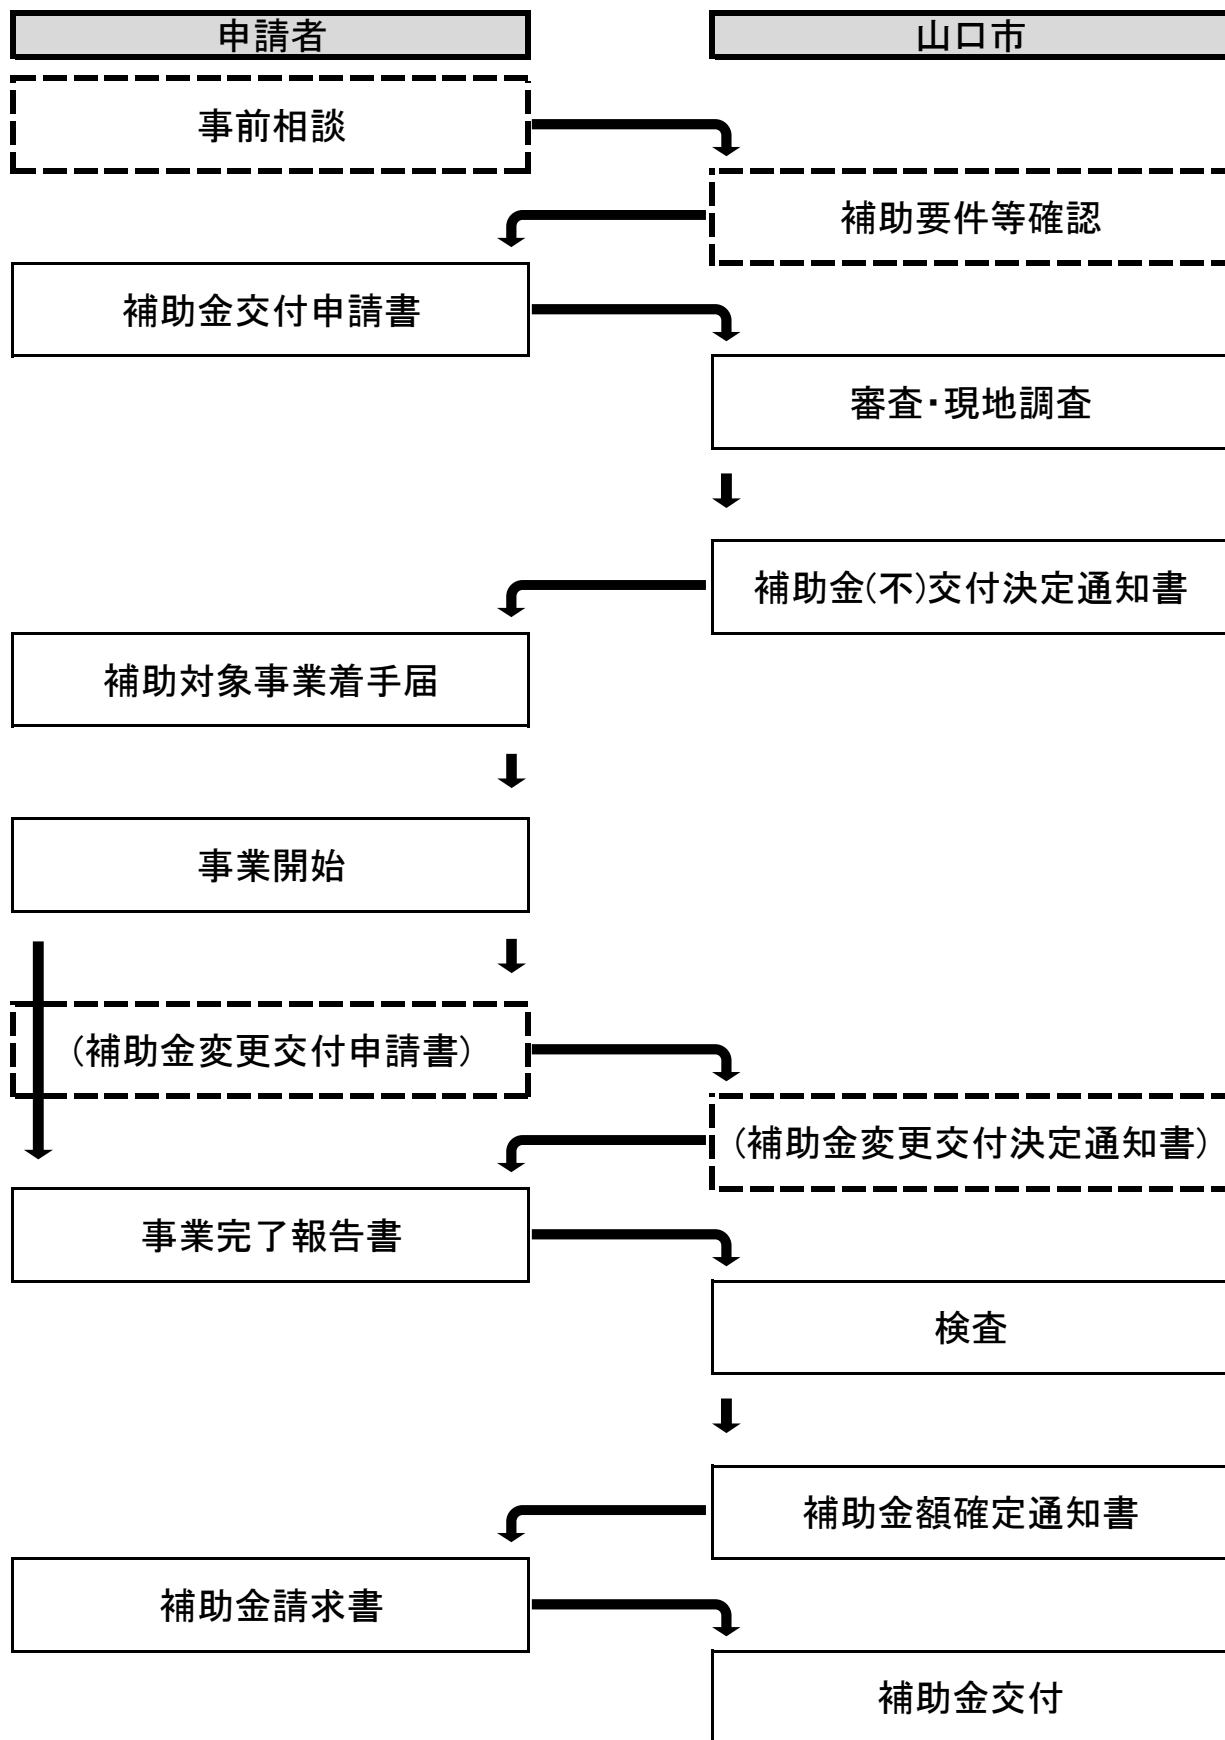 申請者
山口市
事前相談
補助要件等確認
補助金交付申請書
審査・現地調査
補助金(不)交付決定通知書
補助対象事業着手届
事業開始
(補助金変更交付申請書)
(補助金変更交付決定通知書)
事業完了報告書
検査
補助金額確定通知書
補助金請求書
補助金交付